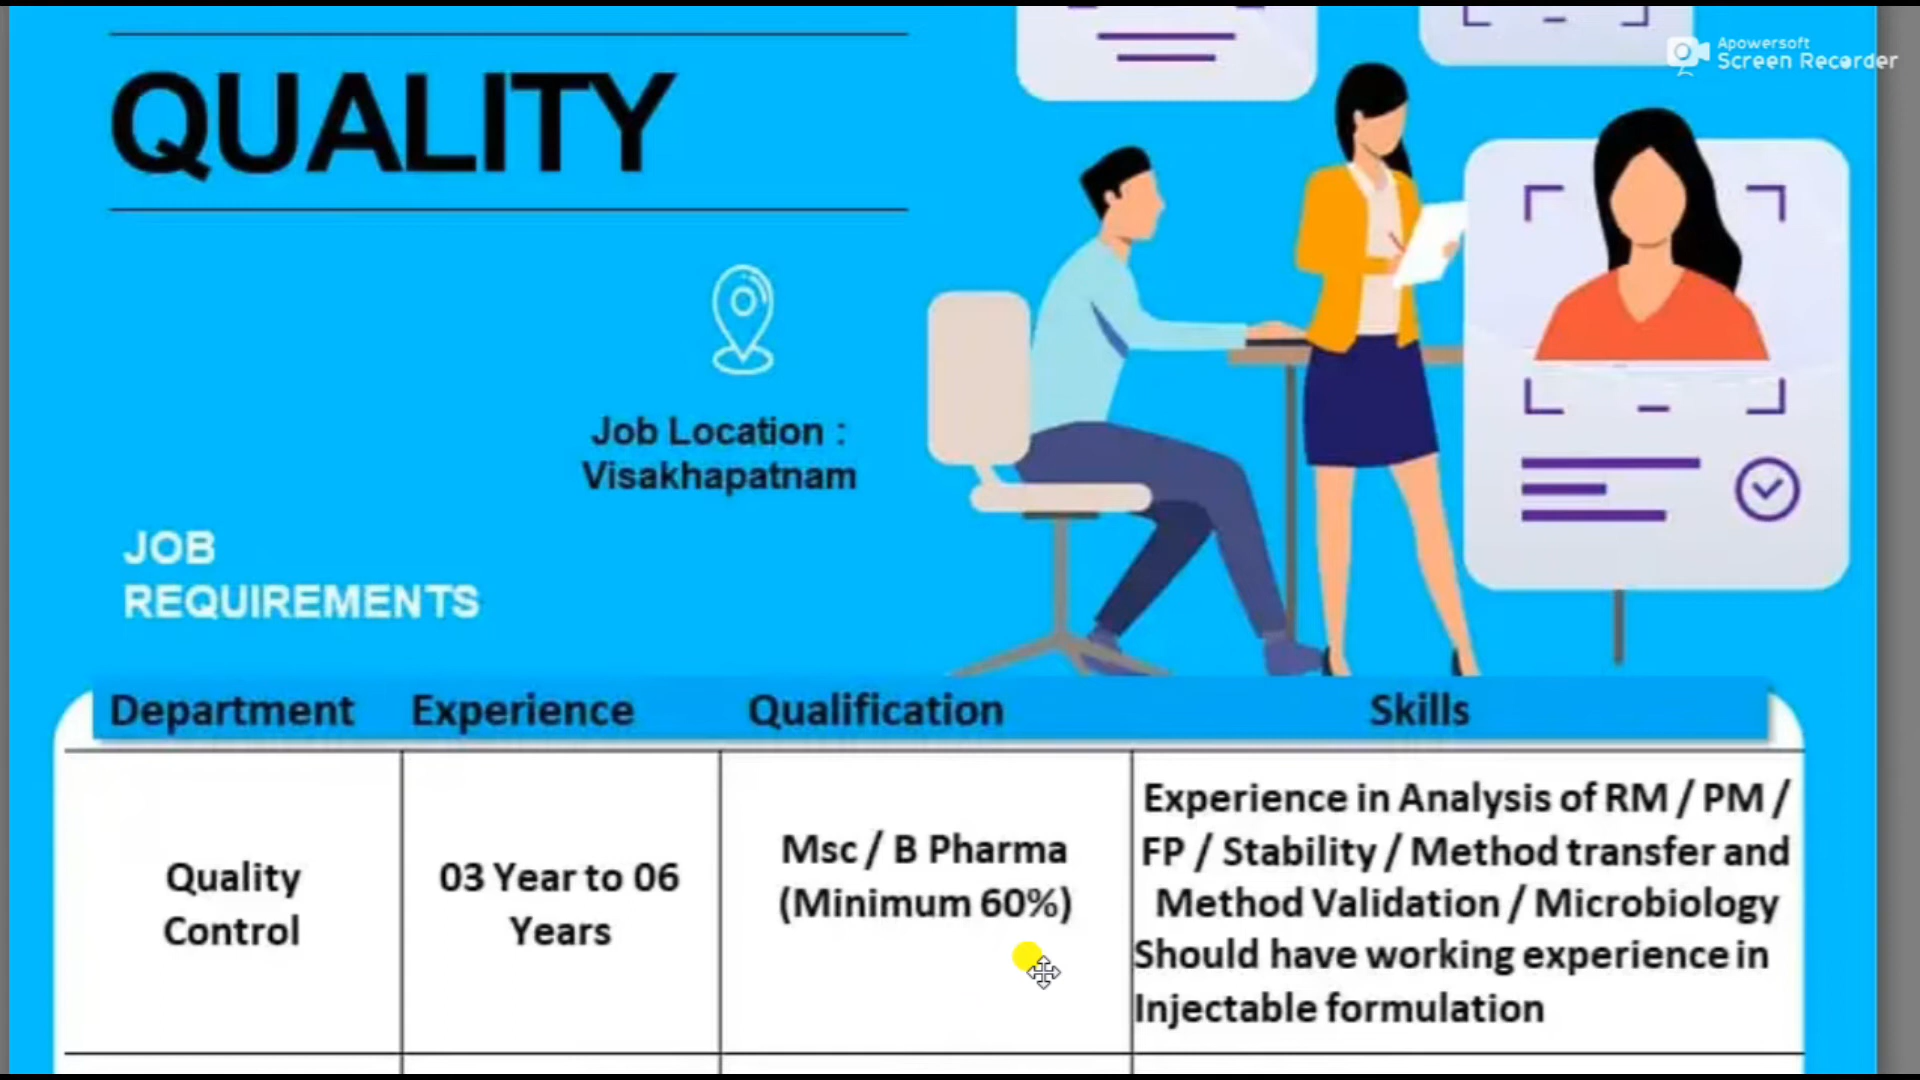 Apowersoft
Screen Recorder
QUALITY
Job Location :
Visakhapatnam
JOB
REQUIREMENTS
Department Experience Qualification Skills
Quality
Control
03 Year to 06
Years
Msc / B Pharma
(Minimum 60%)
Experience in Analysis of RM / PM /
FP / Stability / Method transfer and
Method Validation / Microbiology
Should have working experience in
Injectable formulation